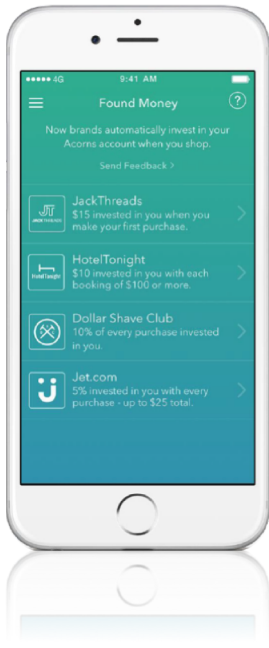 4G 9:41 AM
Found Money
?
Now brands automatically invest in your
Acorns account when you shop.
Send Feedback >
JT
JACKTHREADS
JackThreads
$15 invested in you when you
make your first purchase.
HotelTonight
HotelTonight
$10 invested in you with each
booking of $100 or more.
Dollar Shave Club
10% of every purchase invested
in you.
Jet.com
5% invested in you with every
purchase - up to $25 total.